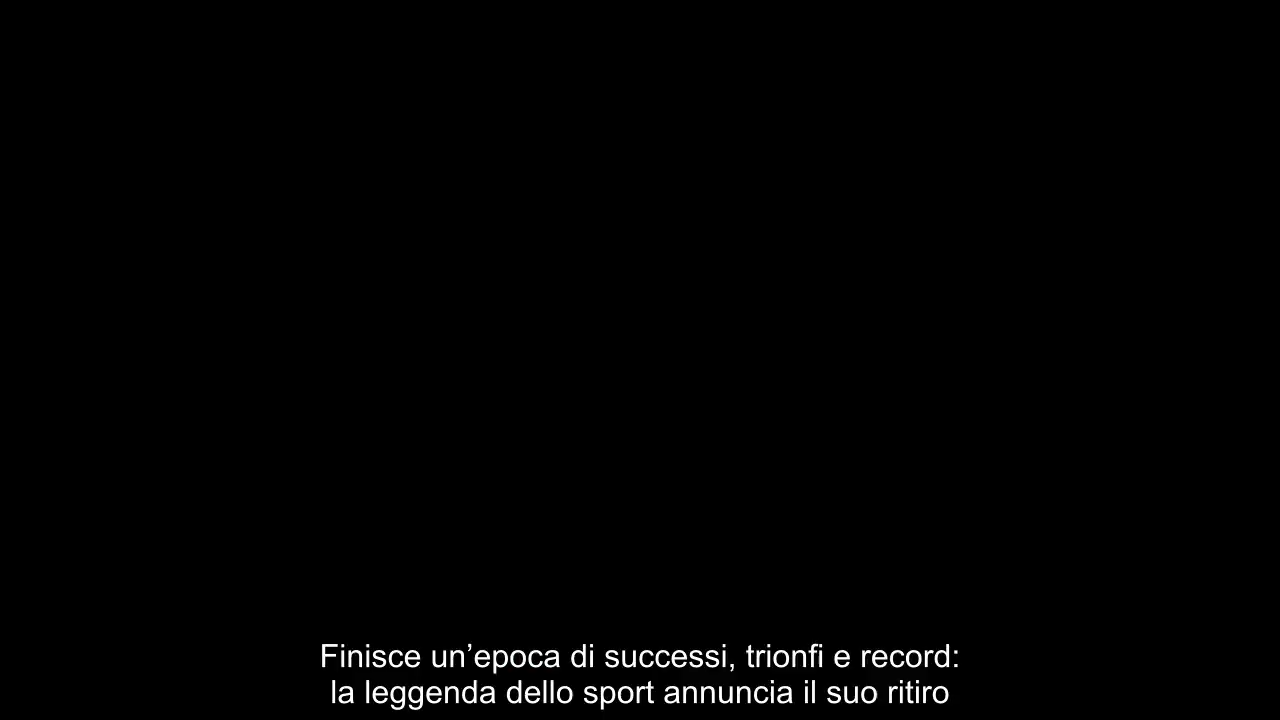 Finisce un’epoca di successi, trionfi e record:
la leggenda dello sport annuncia il suo ritiro